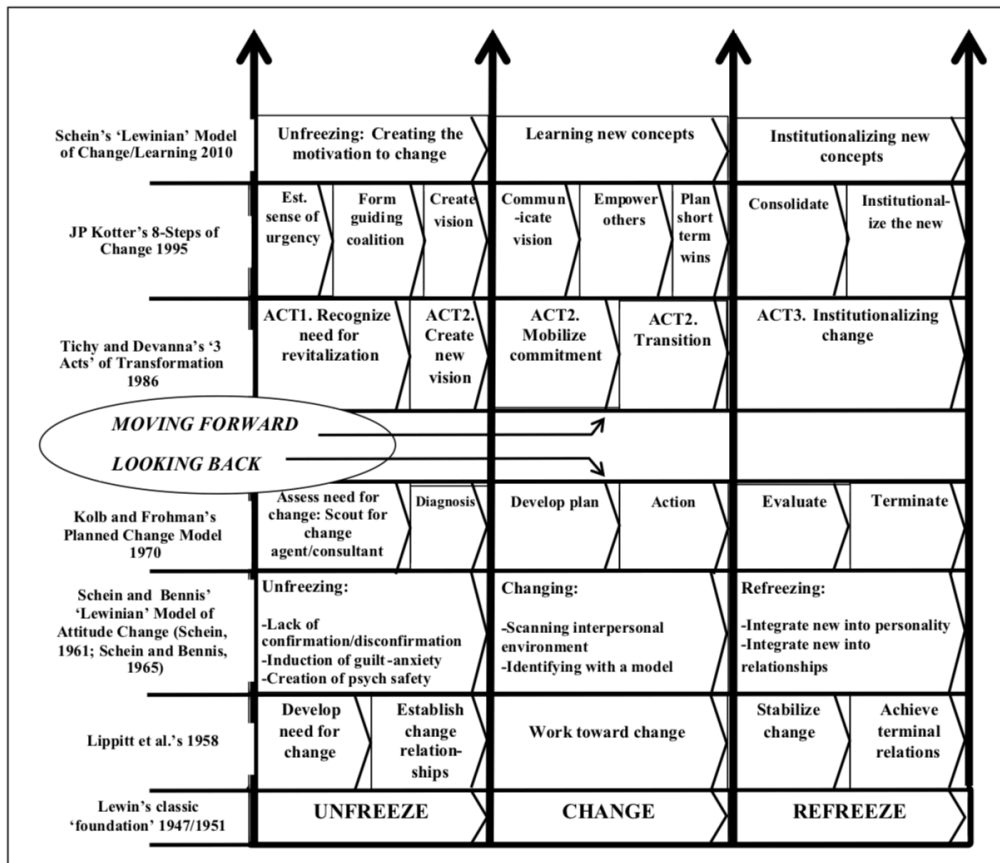 Schein's 'Lewinian' Model
of Change/Learning 2010
Unfreezing: Creating the
motivation to change
Learning new concepts
Institutionalizing new
concepts
JP Kotter's 8-Steps of
Change 1995
Est.
sense of
urgency
Form
guiding
coalition
Create
vision
Commun
-icate
vision
Empower
others
Plan
short
term
wins
Consolidate
Institutional-
ize the new
Tichy and Devanna's '3
Acts' of Transformation
1986
ACT1. Recognize
need for
revitalization
ACT2.
Create
new
vision
ACT2.
Mobilize
commitment
ACT2.
Transition
ACT3. Institutionalizing
change
MOVING FORWARD
LOOKING BACK
Kolb and Frohman's
Planned Change Model
1970
Assess need for
change: Scout for
change
agent/consultant
Diagnosis
Develop plan
Action
Evaluate
Terminate
Schein and Bennis'
'Lewinian' Model of
Attitude Change (Schein,
1961; Schein and Bennis,
1965)
Unfreezing:
-Lack of
confirmation/disconfirmation
-Induction of guilt-anxiety
-Creation of psych safety
Changing:
-Scanning interpersonal
environment
-Identifying with a model
Refreezing:
-Integrate new into personality
-Integrate new into
relationships
Lippitt et al.'s 1958
Develop
need for
change
Establish
change
relation-
ships
Work toward change
Stabilize
change
Achieve
terminal
relations
Lewin's classic
'foundation' 1947/1951
UNFREEZE
CHANGE
REFREEZE